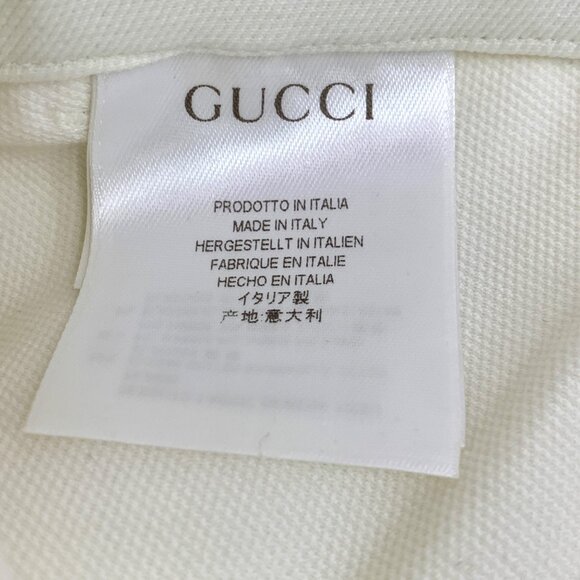 GUCCI
PRODOTTO IN ITALIA
MADE IN ITALY
HERGESTELLT IN ITALIEN
FABRIQUE EN ITALIE
HECHO EN ITALIA
イタリア製
产地:意大利